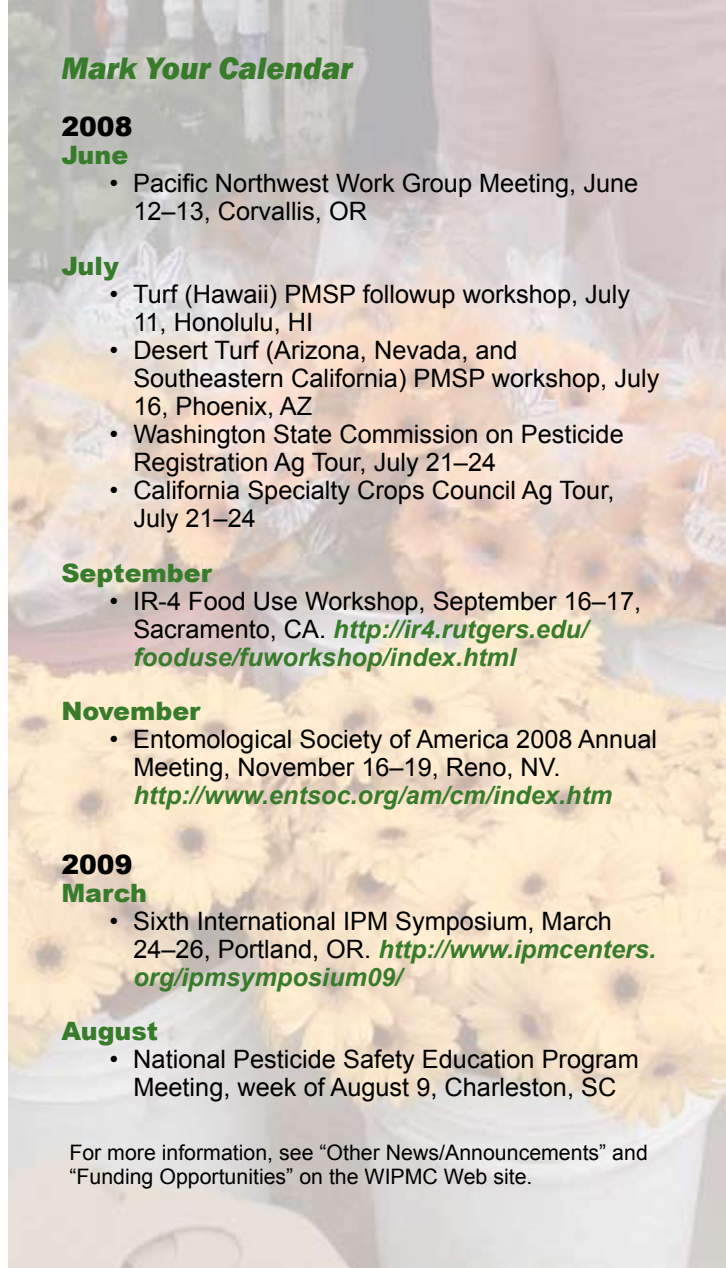 Mark Your Calendar
2008
June
• Pacific Northwest Work Group Meeting, June
12–13, Corvallis, OR
July
• Turf (Hawaii) PMSP followup workshop, July
11, Honolulu, HI
• Desert Turf (Arizona, Nevada, and
Southeastern California) PMSP workshop, July
16, Phoenix, AZ
• Washington State Commission on Pesticide
Registration Ag Tour, July 21–24
• California Specialty Crops Council Ag Tour,
July 21–24
September
• IR-4 Food Use Workshop, September 16–17,
Sacramento, CA. http://ir4.rutgers.edu/
fooduse/fuworkshop/index.html
November
• Entomological Society of America 2008 Annual
Meeting, November 16–19, Reno, NV.
http://www.entsoc.org/am/cm/index.htm
2009
March
• Sixth International IPM Symposium, March
24–26, Portland, OR. http://www.ipmcenters.
org/ipmsymposium09/
August
• National Pesticide Safety Education Program
Meeting, week of August 9, Charleston, SC
For more information, see “Other News/Announcements” and
“Funding Opportunities” on the WIPMC Web site.